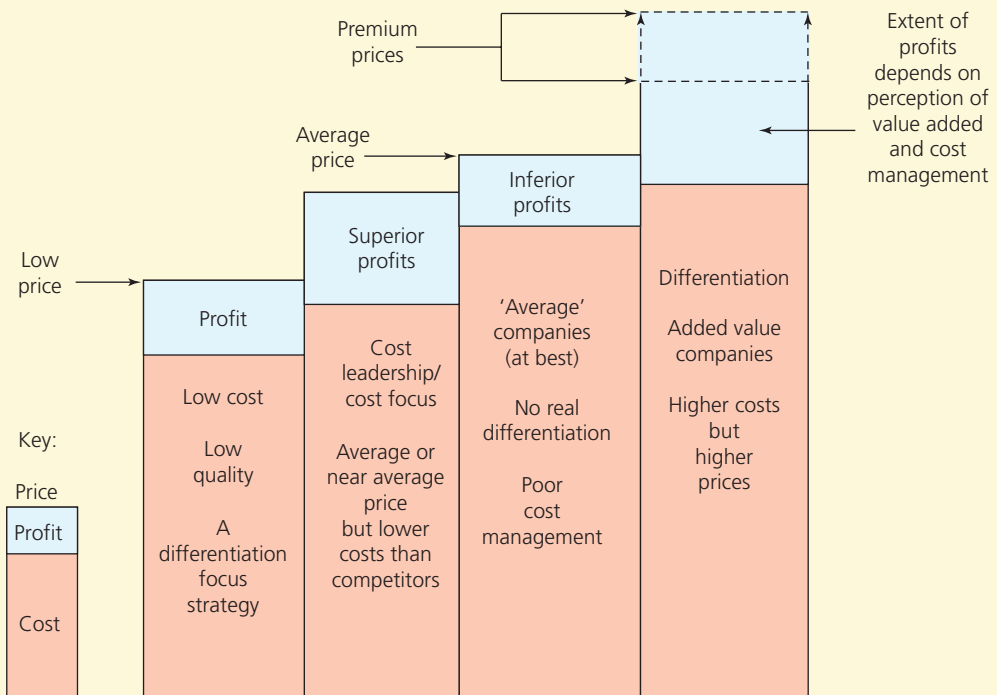 Premium
prices
Extent of
profits
depends on
perception of
value added
and cost
management
Average
price
Low
price
Profit
Low cost
Low
quality
A
differentiation
focus
strategy
Superior
profits
Cost
leadership/
cost focus
Average or
near average
price
but lower
costs than
competitors
Inferior
profits
‘Average’
companies
(at best)
No real
differentiation
Poor
cost
management
Differentiation
Added value
companies
Higher costs
but
higher
prices
Key:
Price
Profit
Cost